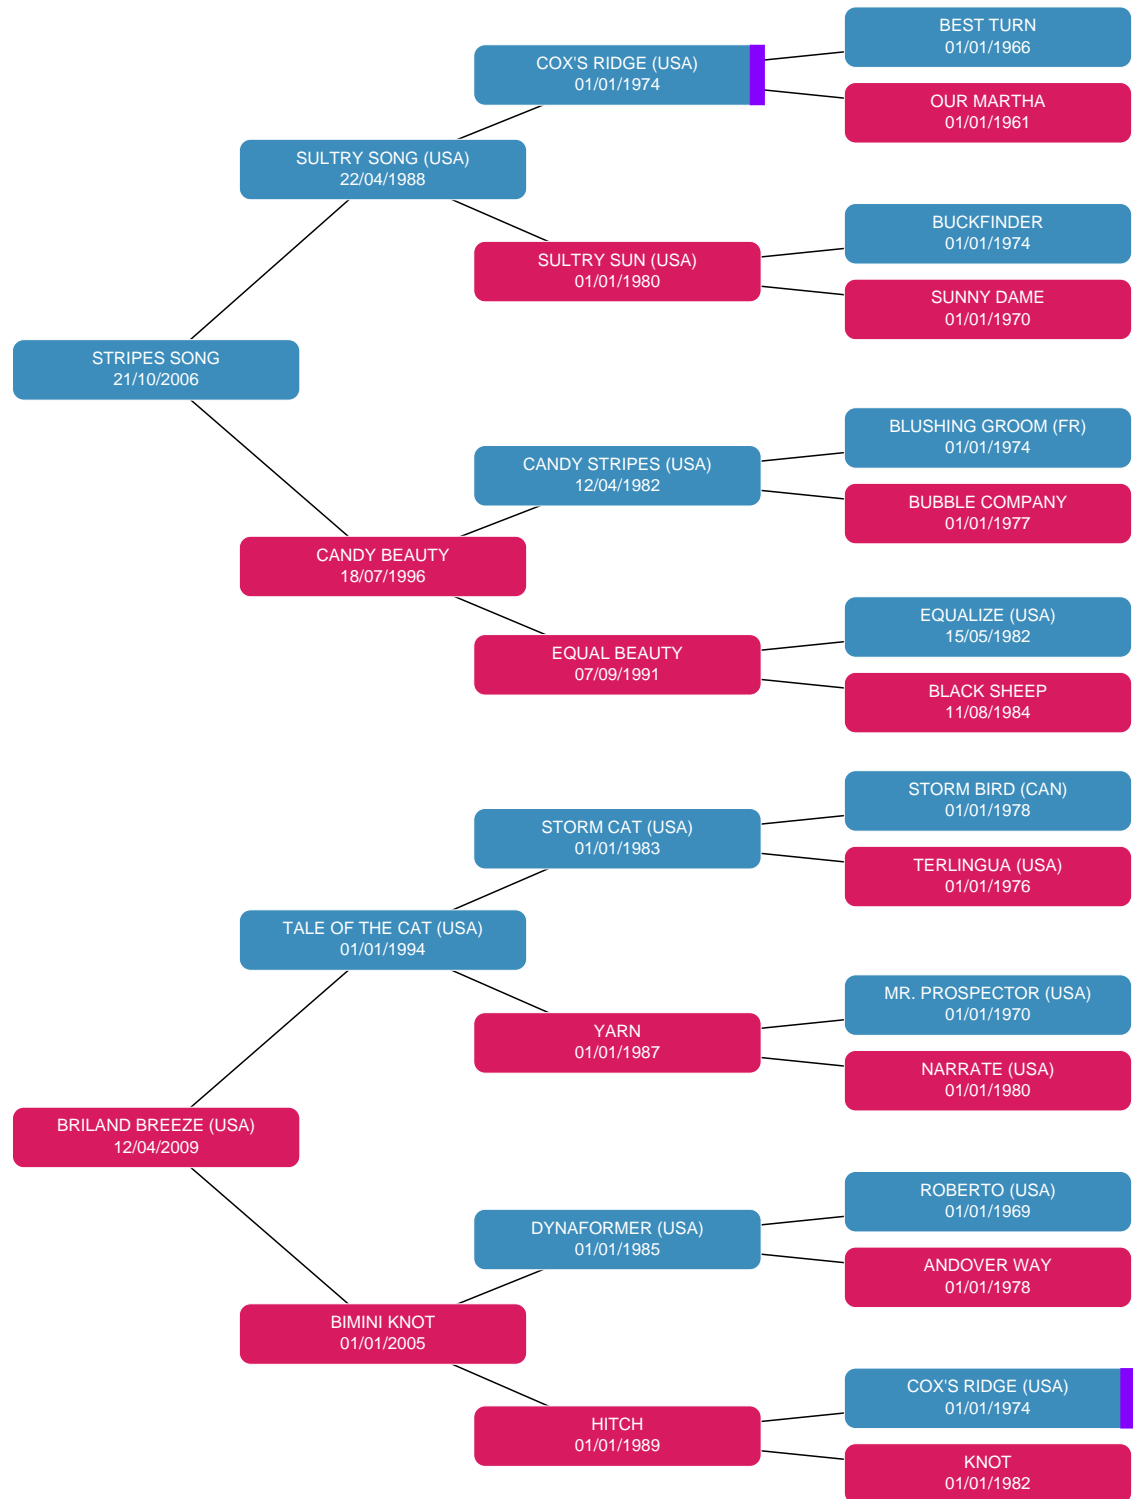 BEST TURN
01/01/1966
COX'S RIDGE (USA)
01/01/1974
OUR MARTHA
01/01/1961
SULTRY SONG (USA)
22/04/1988
BUCKFINDER
01/01/1974
SULTRY SUN (USA)
01/01/1980
SUNNY DAME
01/01/1970
STRIPES SONG
21/10/2006
BLUSHING GROOM (FR)
01/01/1974
CANDY STRIPES (USA)
12/04/1982
BUBBLE COMPANY
01/01/1977
CANDY BEAUTY
18/07/1996
EQUALIZE (USA)
15/05/1982
EQUAL BEAUTY
07/09/1991
BLACK SHEEP
11/08/1984
STORM BIRD (CAN)
01/01/1978
STORM CAT (USA)
01/01/1983
TERLINGUA (USA)
01/01/1976
TALE OF THE CAT (USA)
01/01/1994
MR. PROSPECTOR (USA)
01/01/1970
YARN
01/01/1987
NARRATE (USA)
01/01/1980
BRILAND BREEZE (USA)
12/04/2009
ROBERTO (USA)
01/01/1969
DYNAFORMER (USA)
01/01/1985
ANDOVER WAY
01/01/1978
BIMINI KNOT
01/01/2005
COX'S RIDGE (USA)
01/01/1974
HITCH
01/01/1989
KNOT
01/01/1982